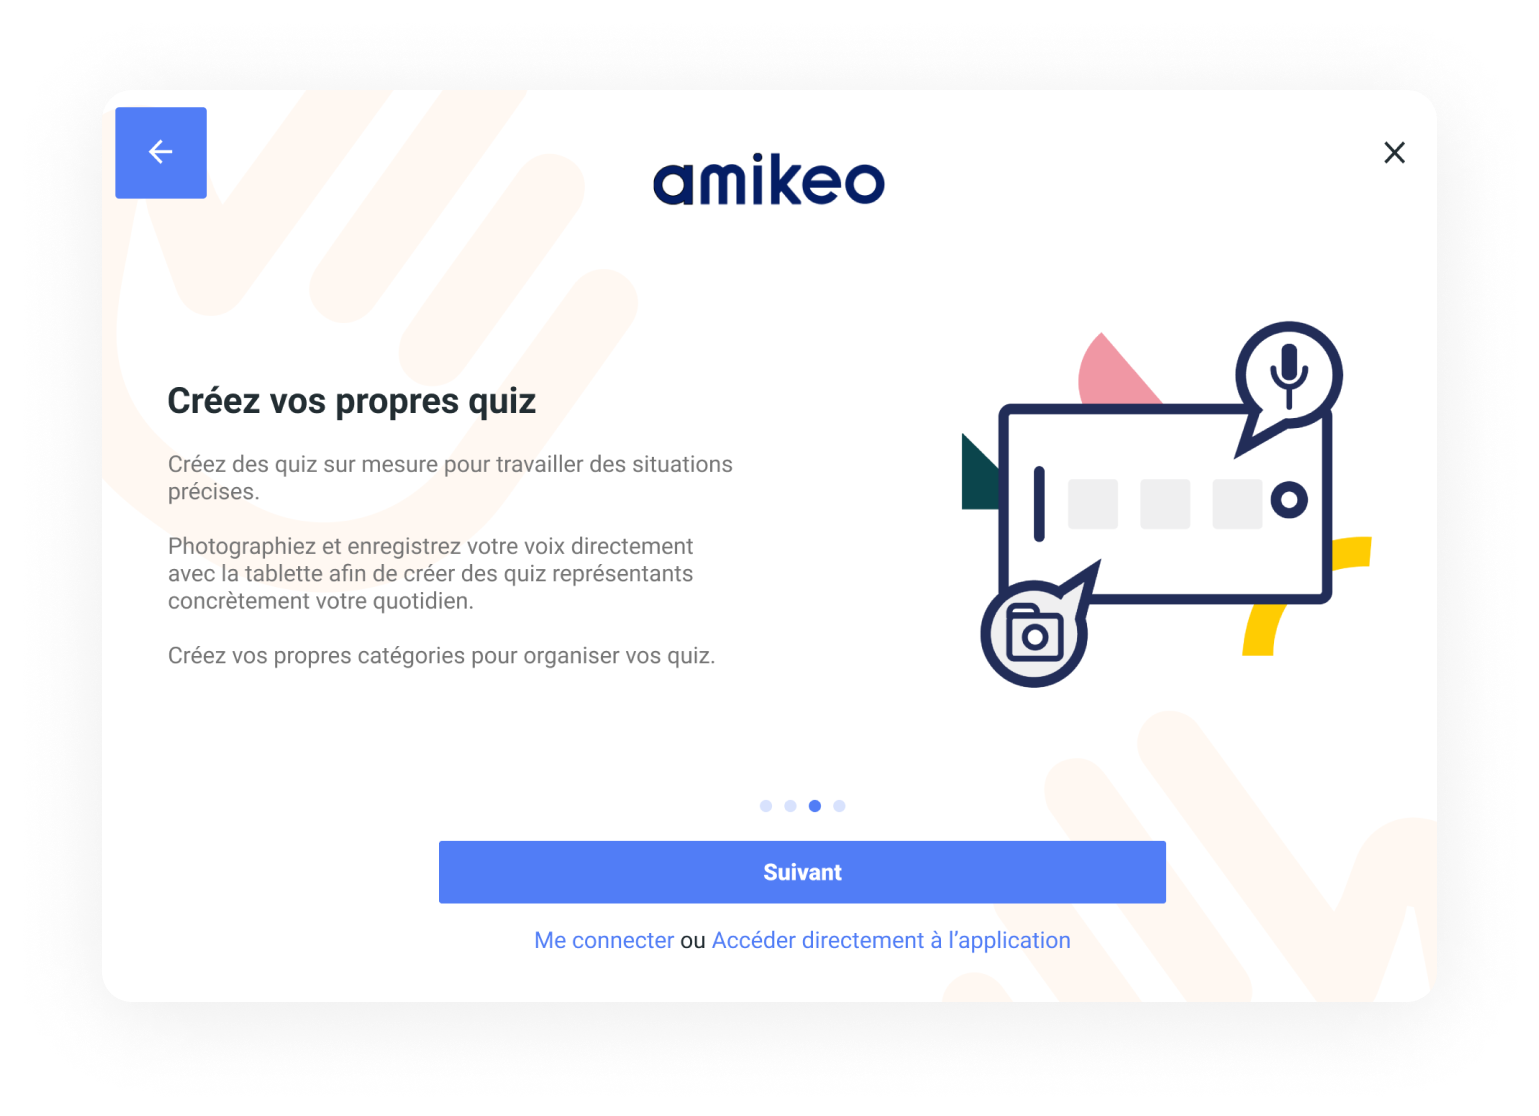 amikeo
Créez vos propres quiz
Créez des quiz sur mesure pour travailler des situations
précises.
Photographiez et enregistrez votre voix directement
avec la tablette afin de créer des quiz représentants
concrètement votre quotidien.
Créez vos propres catégories pour organiser vos quiz.
Suivant
Me connecter ou Accéder directement à l’application